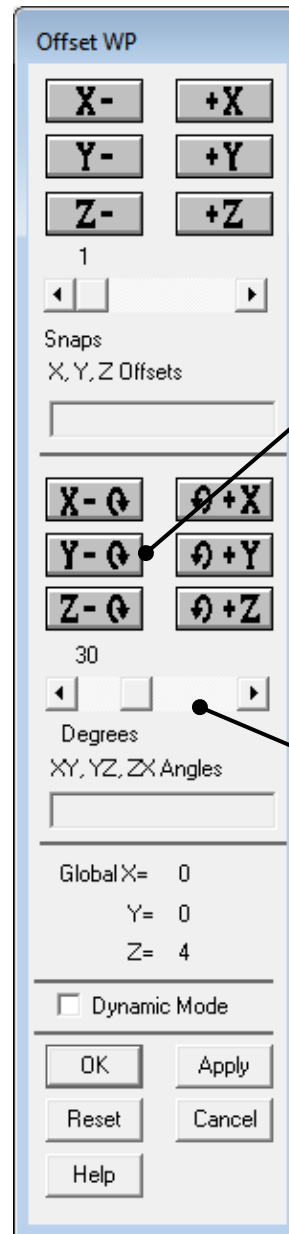 Offset WP
X- +X
Y- +Y
Z- +Z
1
Snaps
X, Y, Z Offsets
X- +X
Y- +Y
Z- +Z
30
Degrees
XY, YZ, ZX Angles
Global X= 0
Y= 0
Z= 4
Dynamic Mode
OK Apply
Reset Cancel
Help